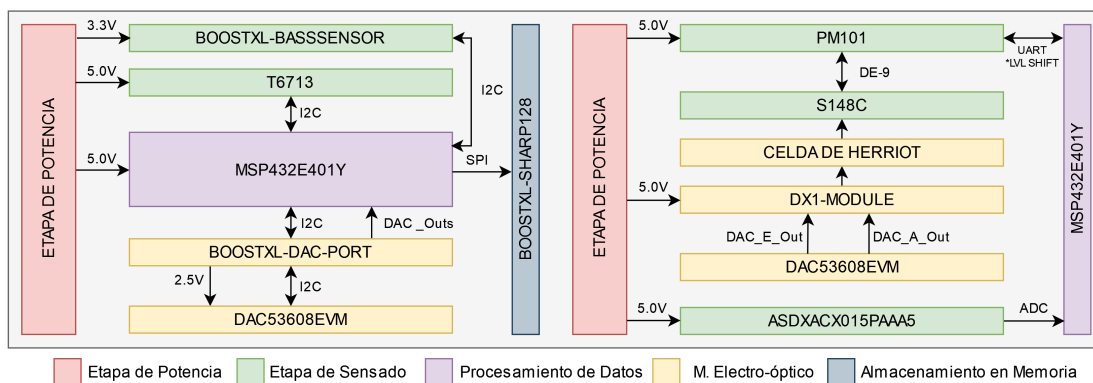 ETAPA DE POTENCIA
3.3V
BOOSTXL-BASSSENSOR
5.0V
T6713
I2C
I2C
5.0V
MSP432E401Y
SPI
BOOSTXL-SHARP128
I2C
DAC _Outs
BOOSTXL-DAC-PORT
2.5V
I2C
DAC53608EVM
ETAPA DE POTENCIA
5.0V
PM101
UART
*LVL SHIFT
MSP432E401Y
DE-9
S148C
CELDA DE HERRIOT
5.0V
DX1-MODULE
DAC_E_Out
DAC_A_Out
DAC53608EVM
5.0V
ASDXACX015PAAA5
ADC
Etapa de Potencia
Etapa de Sensado
Procesamiento de Datos
M. Electro-óptico
Almacenamiento en Memoria